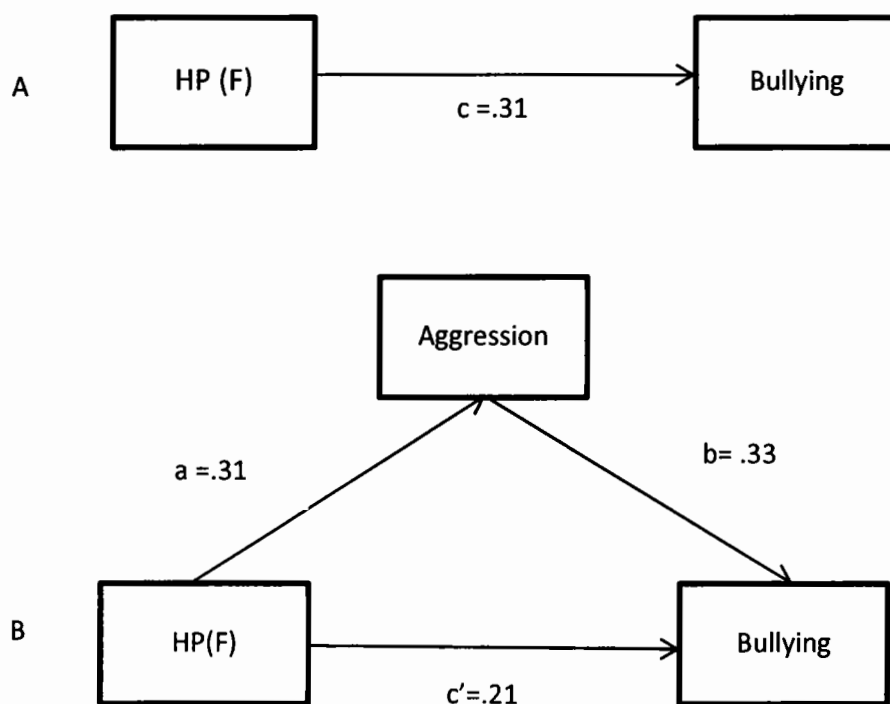 A
HP (F)
Bullying
c =.31
Aggression
a =.31
b= .33
B
HP(F)
Bullying
c’=.21